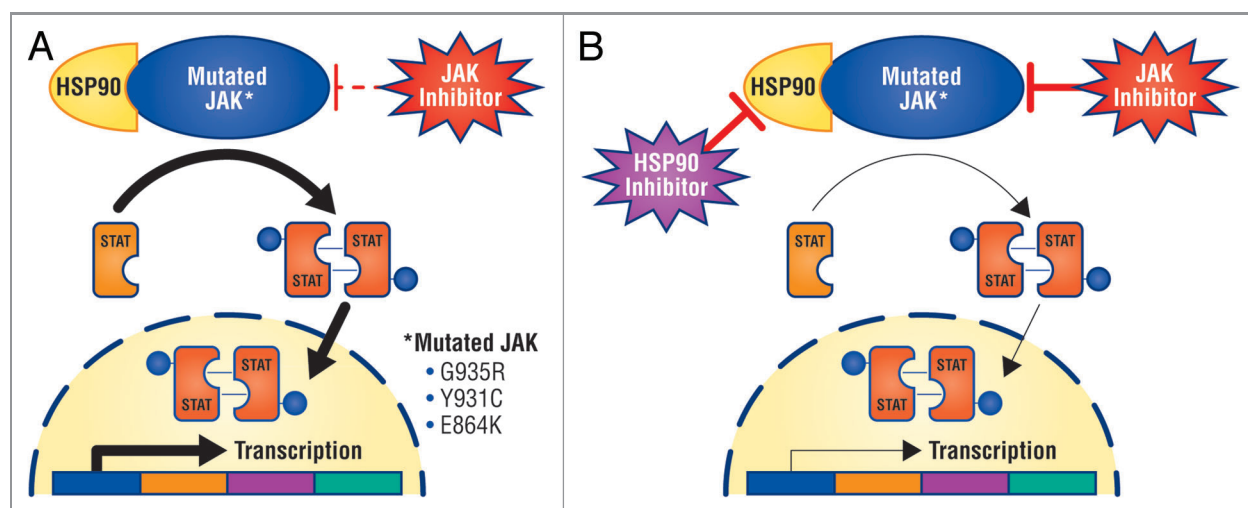 A
HSP90
Mutated
JAK*
JAK
Inhibitor
STAT
STAT
STAT
STAT
STAT
*Mutated JAK
• G935R
• Y931C
• E864K
Transcription
B
HSP90
Mutated
JAK*
JAK
Inhibitor
HSP90
Inhibitor
STAT
STAT
STAT
STAT
STAT
Transcription